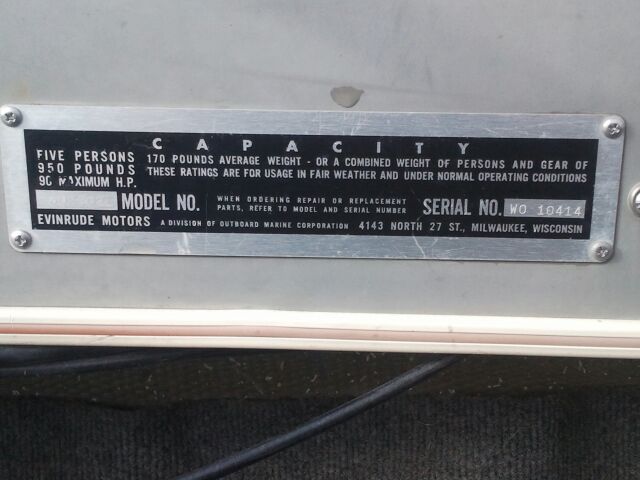 CAPACITY
FIVE PERSONS 170 POUNDS AVERAGE WEIGHT - OR A COMBINED WEIGHT OF PERSONS AND GEAR OF
950 POUNDS THESE RATINGS ARE FOR USAGE IN FAIR WEATHER AND UNDER NORMAL OPERATING CONDITIONS
90 MAXIMUM H.P.
MODEL NO. WHEN ORDERING REPAIR OR REPLACEMENT
PARTS, REFER TO MODEL AND SERIAL NUMBER SERIAL NO. WO 10414
EVINRUDE MOTORS A DIVISION OF OUTBOARD MARINE CORPORATION 4143 NORTH 27 ST., MILWAUKEE, WISCONSIN